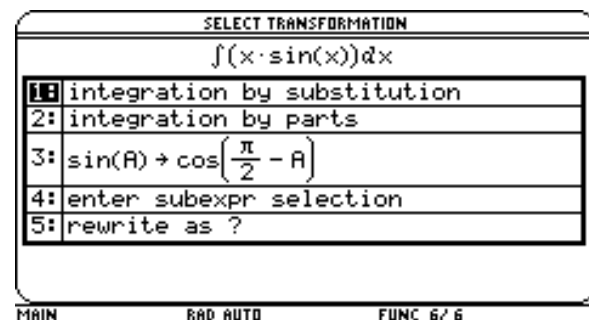 SELECT TRANSFORMATION
∫(x·sin(x))dx
1: integration by substitution
2: integration by parts
3: sin(A) → cos(π/2 - A)
4: enter subexpr selection
5: rewrite as ?
MAIN RAD AUTO FUNC 6/6